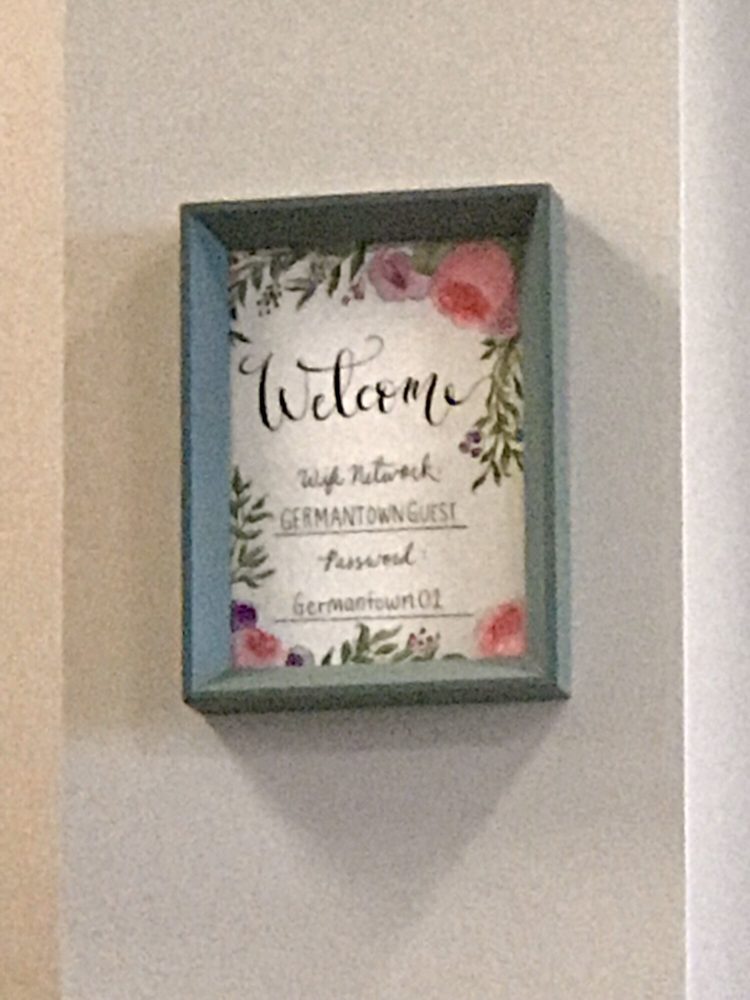 Welcome
Wifi Network:
GERMANTOWNGUEST
Password:
Germantown01